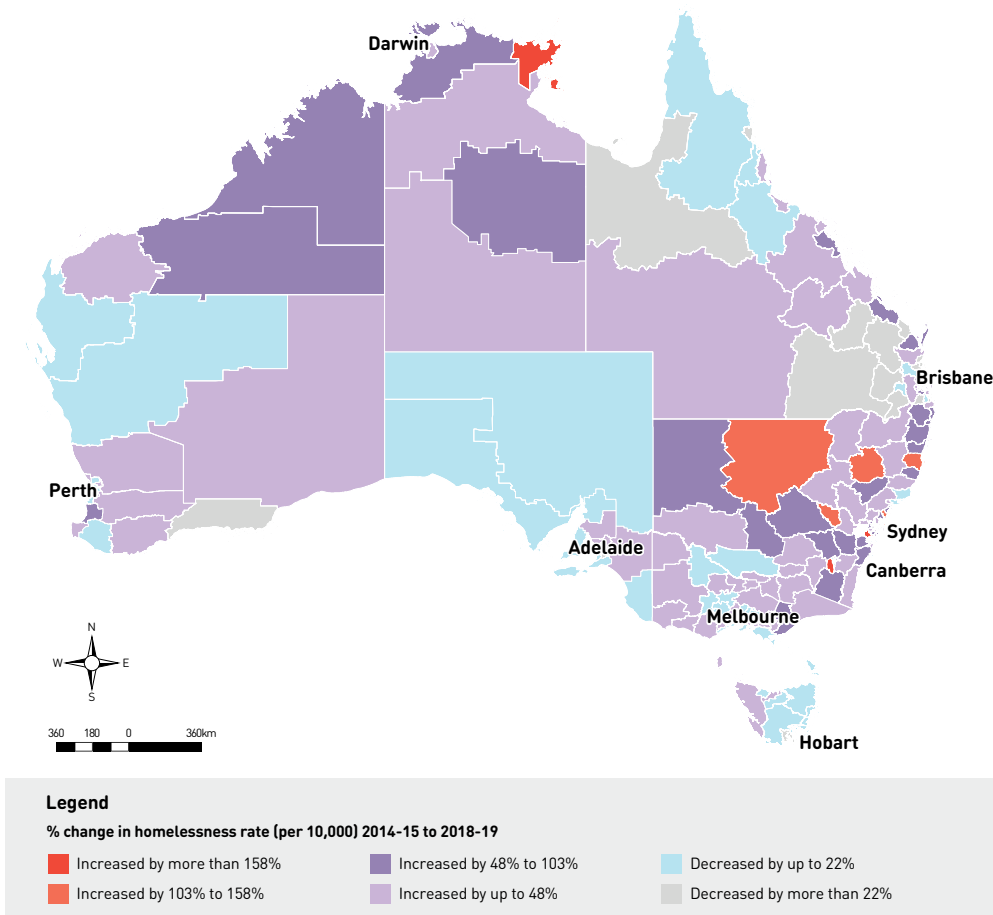 Darwin
Brisbane
Perth
Sydney
Adelaide
Canberra
Melbourne
N
W E
S
360 180 0 360km
Hobart
Legend
% change in homelessness rate (per 10,000) 2014-15 to 2018-19
Increased by more than 158% Increased by 48% to 103% Decreased by up to 22%
Increased by 103% to 158% Increased by up to 48% Decreased by more than 22%